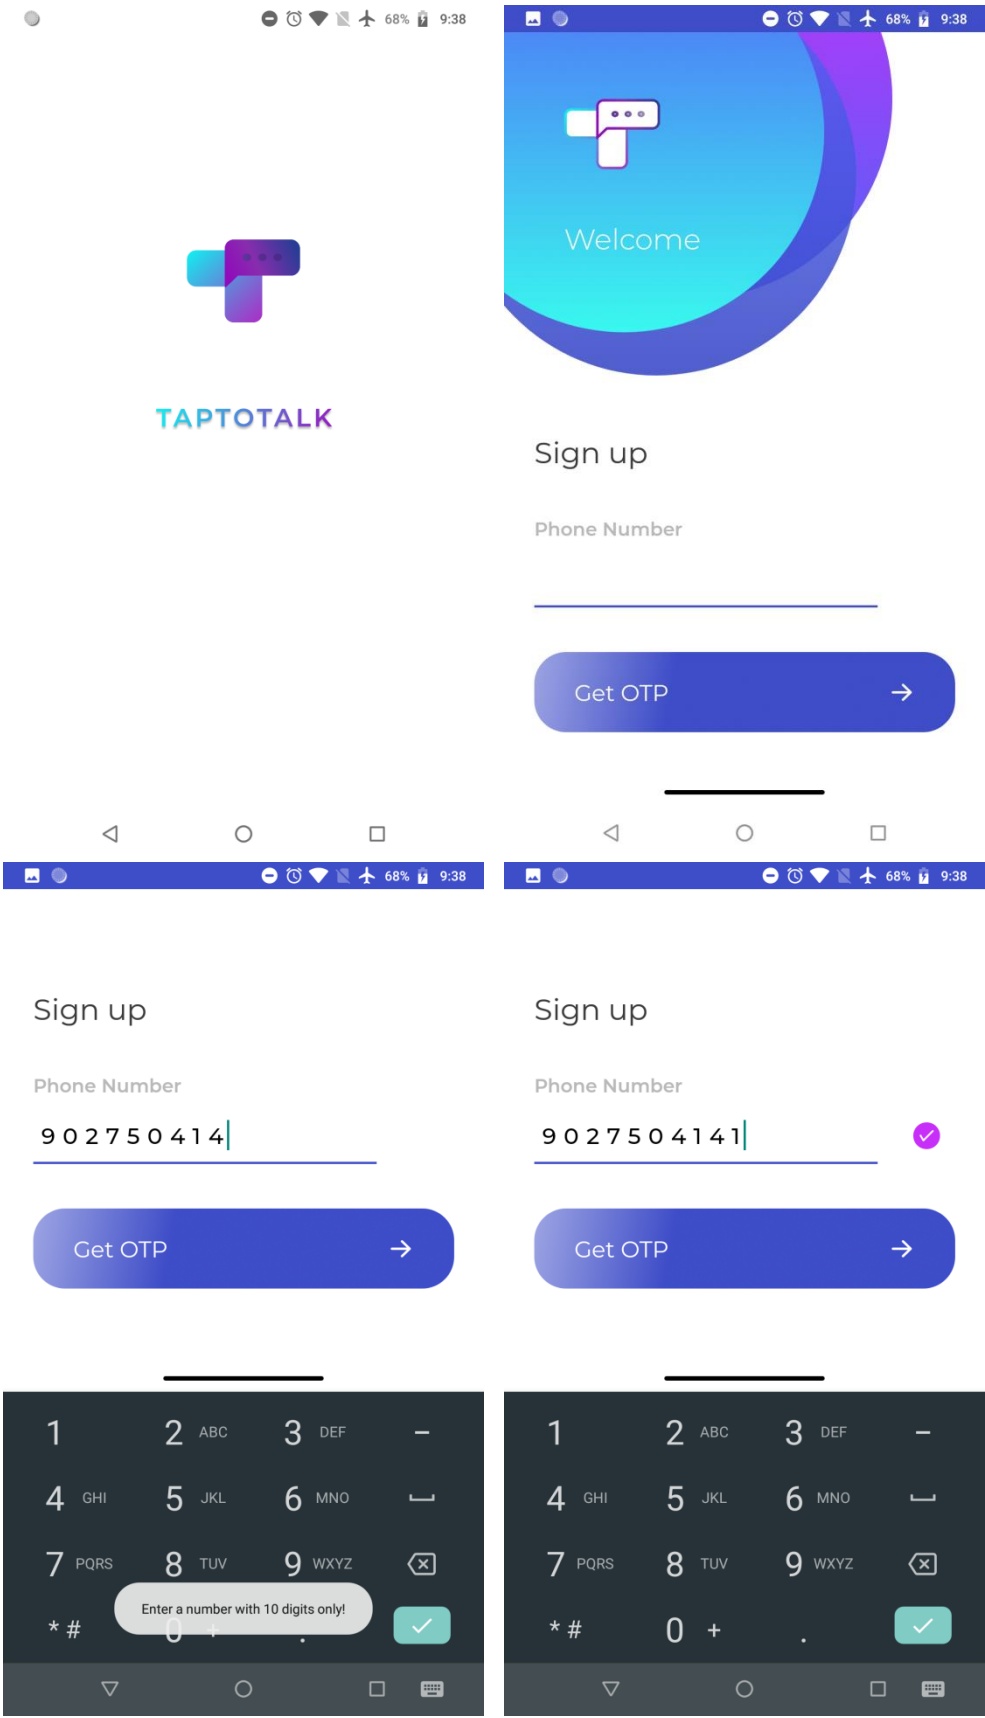 68% 9:38
TAPTOTALK
68% 9:38
Welcome
Sign up
Phone Number
Get OTP
68% 9:38
Sign up
Phone Number
902750414
Get OTP
1 2 ABC 3 DEF -
4 GHI 5 JKL 6 MNO
7 PQRS 8 TUV 9 WXYZ
Enter a number with 10 digits only!
* # 0 + .
68% 9:38
Sign up
Phone Number
9027504141
Get OTP
1 2 ABC 3 DEF -
4 GHI 5 JKL 6 MNO
7 PQRS 8 TUV 9 WXYZ
* # 0 + .